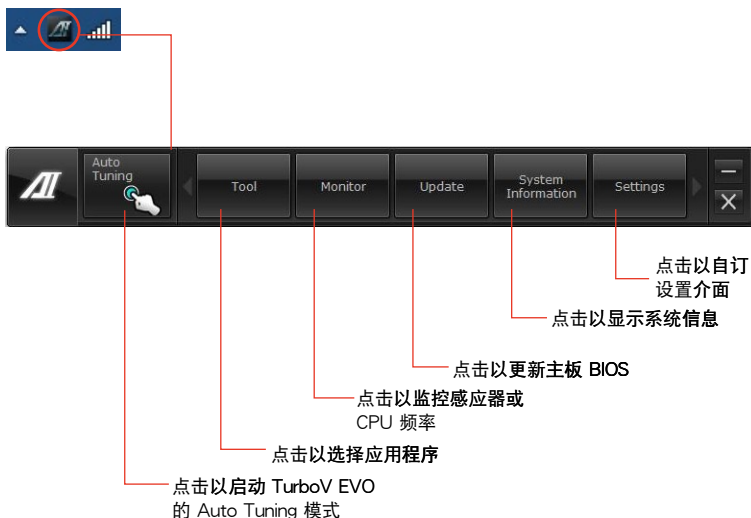 Auto
Tuning
Tool
Monitor
Update
System
Information
Settings
点击以自订
设置介面
点击以显示系统信息
点击以更新主板 BIOS
点击以监控感应器或
CPU 频率
点击以选择应用程序
点击以启动 TurboV EVO
的 Auto Tuning 模式